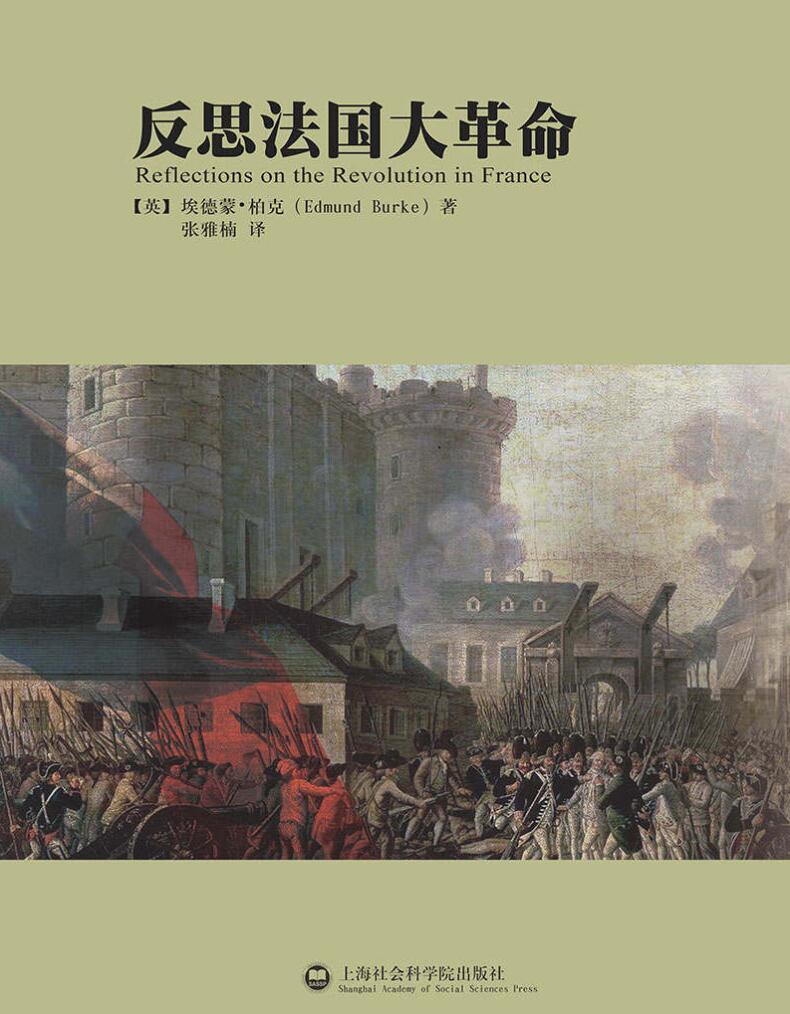 反思法国大革命
Reflections on the Revolution in France
【英】埃德蒙·柏克（Edmund Burke）著
张雅楠 译
SASSP
上海社会科学院出版社
Shanghai Academy of Social Sciences Press